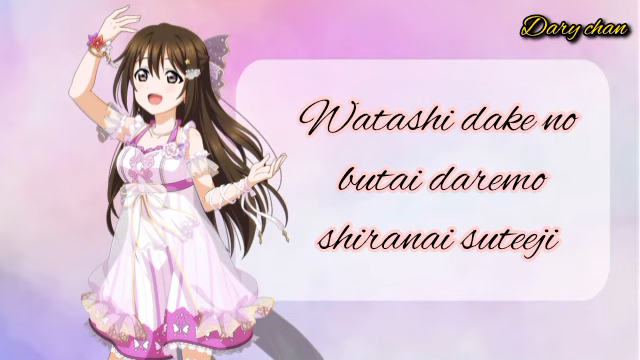 Dary chan
Watashi dake no
butai daremo
shiranai suteeji